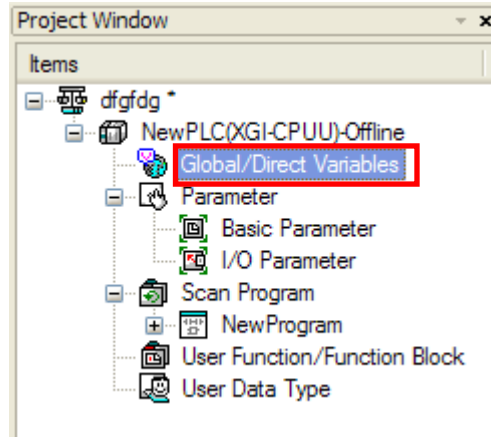 Project Window
Items
dfgfdg *
NewPLC(XGI-CPUU)-Offline
Global/Direct Variables
Parameter
Basic Parameter
I/O Parameter
Scan Program
NewProgram
User Function/Function Block
User Data Type